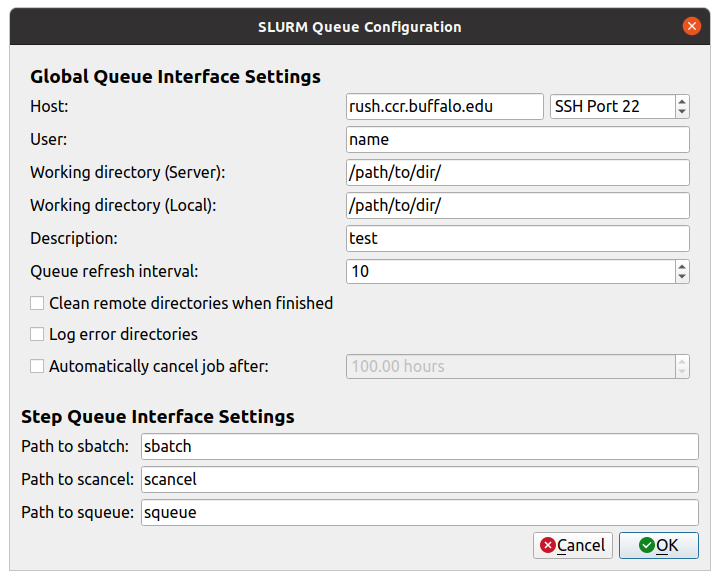 SLURM Queue Configuration
Global Queue Interface Settings
Host: rush.ccr.buffalo.edu SSH Port 22
User: name
Working directory (Server): /path/to/dir/
Working directory (Local): /path/to/dir/
Description: test
Queue refresh interval: 10
Clean remote directories when finished
Log error directories
Automatically cancel job after: 100.00 hours
Step Queue Interface Settings
Path to sbatch: sbatch
Path to scancel: scancel
Path to squeue: squeue
Cancel OK